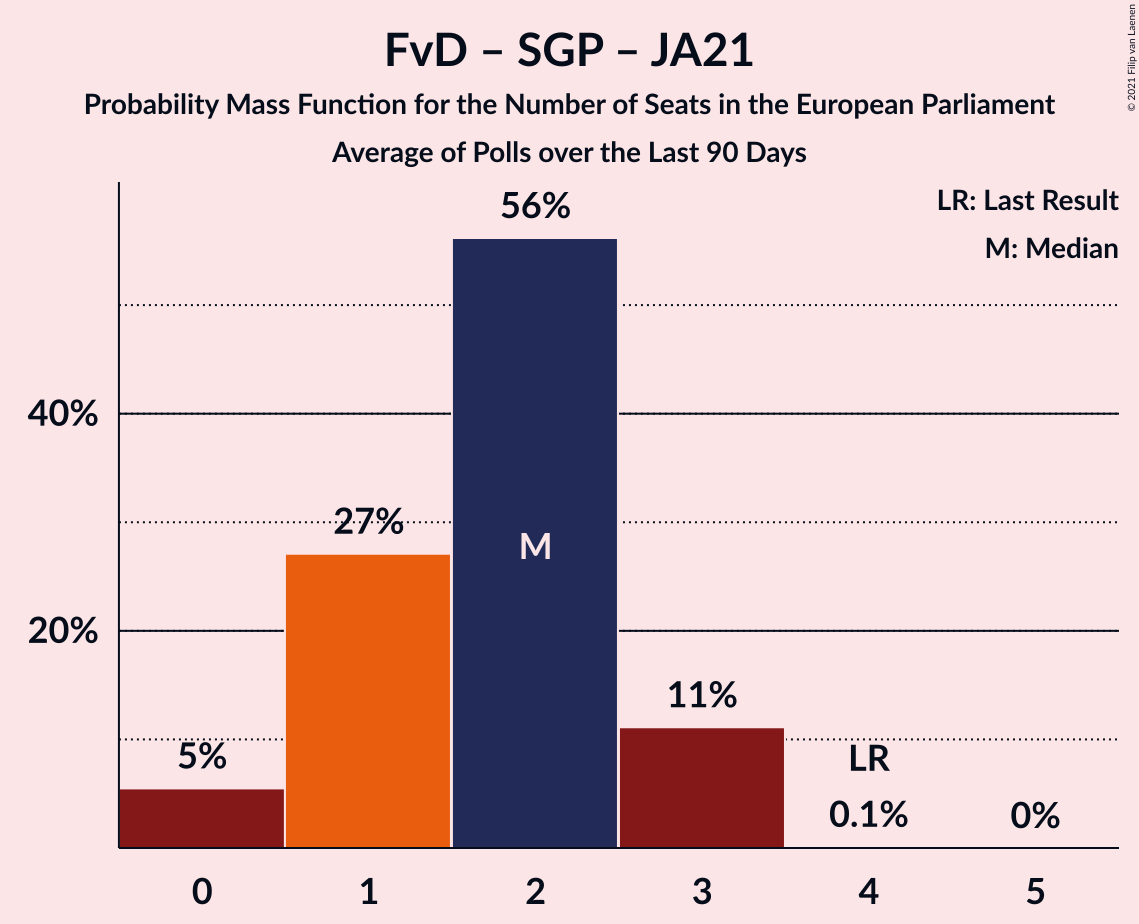 FvD – SGP – JA21
Probability Mass Function for the Number of Seats in the European Parliament
Average of Polls over the Last 90 Days
© 2021 Filip van Laenen
LR: Last Result
M: Median
56%
40%
27%
M
20%
11%
5%
LR
0.1%
0%
0 1 2 3 4 5